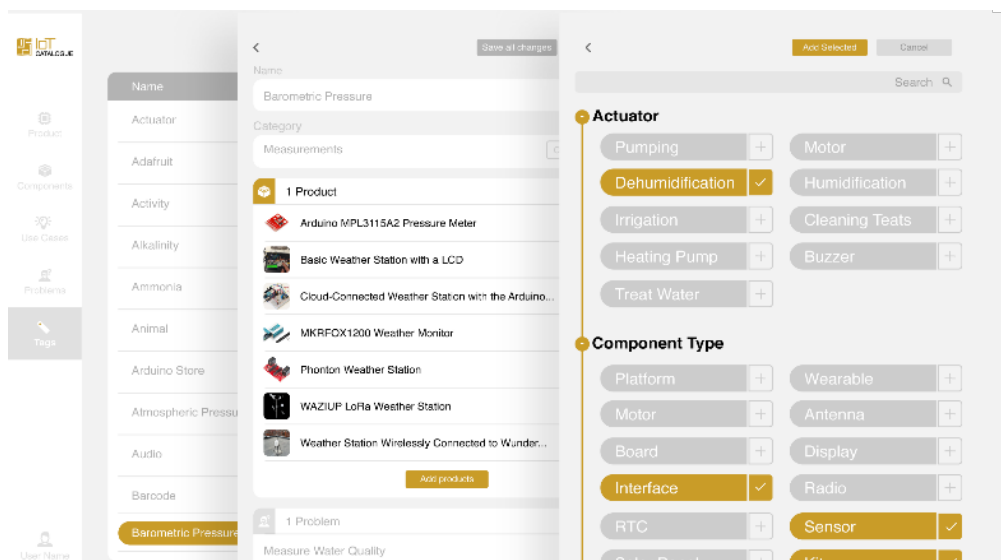 IoT
CATALOGUE
Product
Components
Use Cases
Problems
Tags
User Name
Name
Actuator
Adafruit
Activity
Alkalinity
Ammonia
Animal
Arduino Store
Atmospheric Pressu
Audio
Barcode
Barometric Pressure
Save all changes
Name
Barometric Pressure
Category
Measurements
1 Product
Arduino MPL3115A2 Pressure Meter
Basic Weather Station with a LCD
Cloud-Connected Weather Station with the Arduino...
MKRFOX1200 Weather Monitor
Phonton Weather Station
WAZIUP LoRa Weather Station
Weather Station Wirelessly Connected to Wunder...
Add products
1 Problem
Measure Water Quality
Add Selected
Cancel
Search
Actuator
Pumping
Motor
Dehumidification
Humidification
Irrigation
Cleaning Teats
Heating Pump
Buzzer
Treat Water
Component Type
Platform
Wearable
Motor
Antenna
Board
Display
Interface
Radio
RTC
Sensor